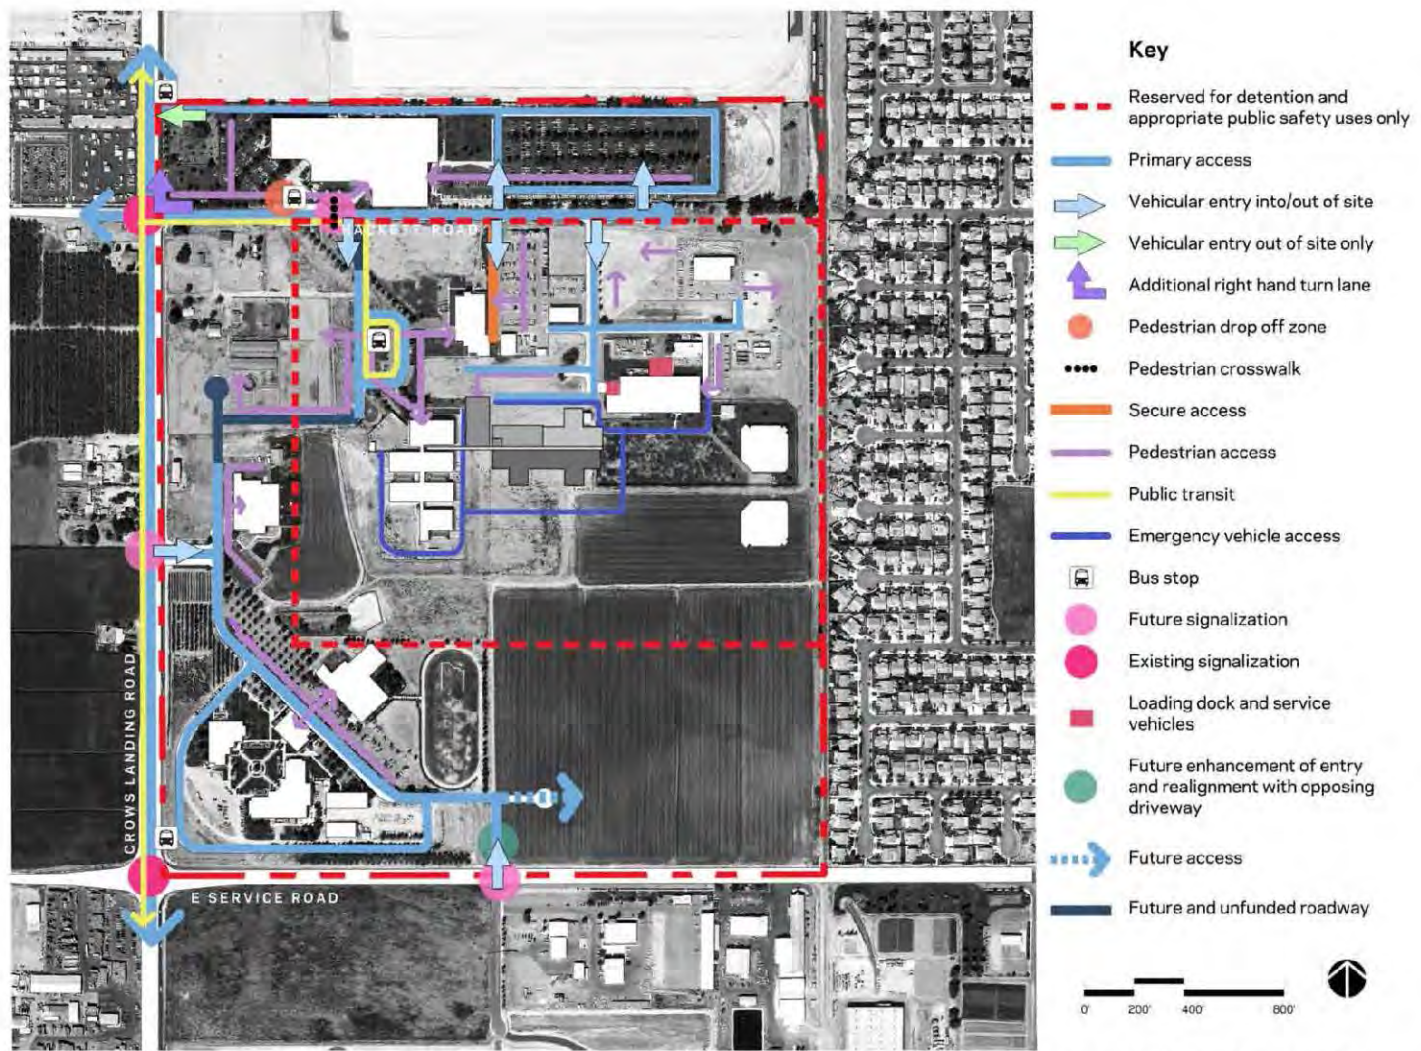 HACKETT ROAD
CROWS LANDING ROAD
E SERVICE ROAD
Key
Reserved for detention and
appropriate public safety uses only
Primary access
Vehicular entry into/out of site
Vehicular entry out of site only
Additional right hand turn lane
Pedestrian drop off zone
Pedestrian crosswalk
Secure access
Pedestrian access
Public transit
Emergency vehicle access
Bus stop
Future signalization
Existing signalization
Loading dock and service
vehicles
Future enhancement of entry
and realignment with opposing
driveway
Future access
Future and unfunded roadway
0' 200' 400' 800'